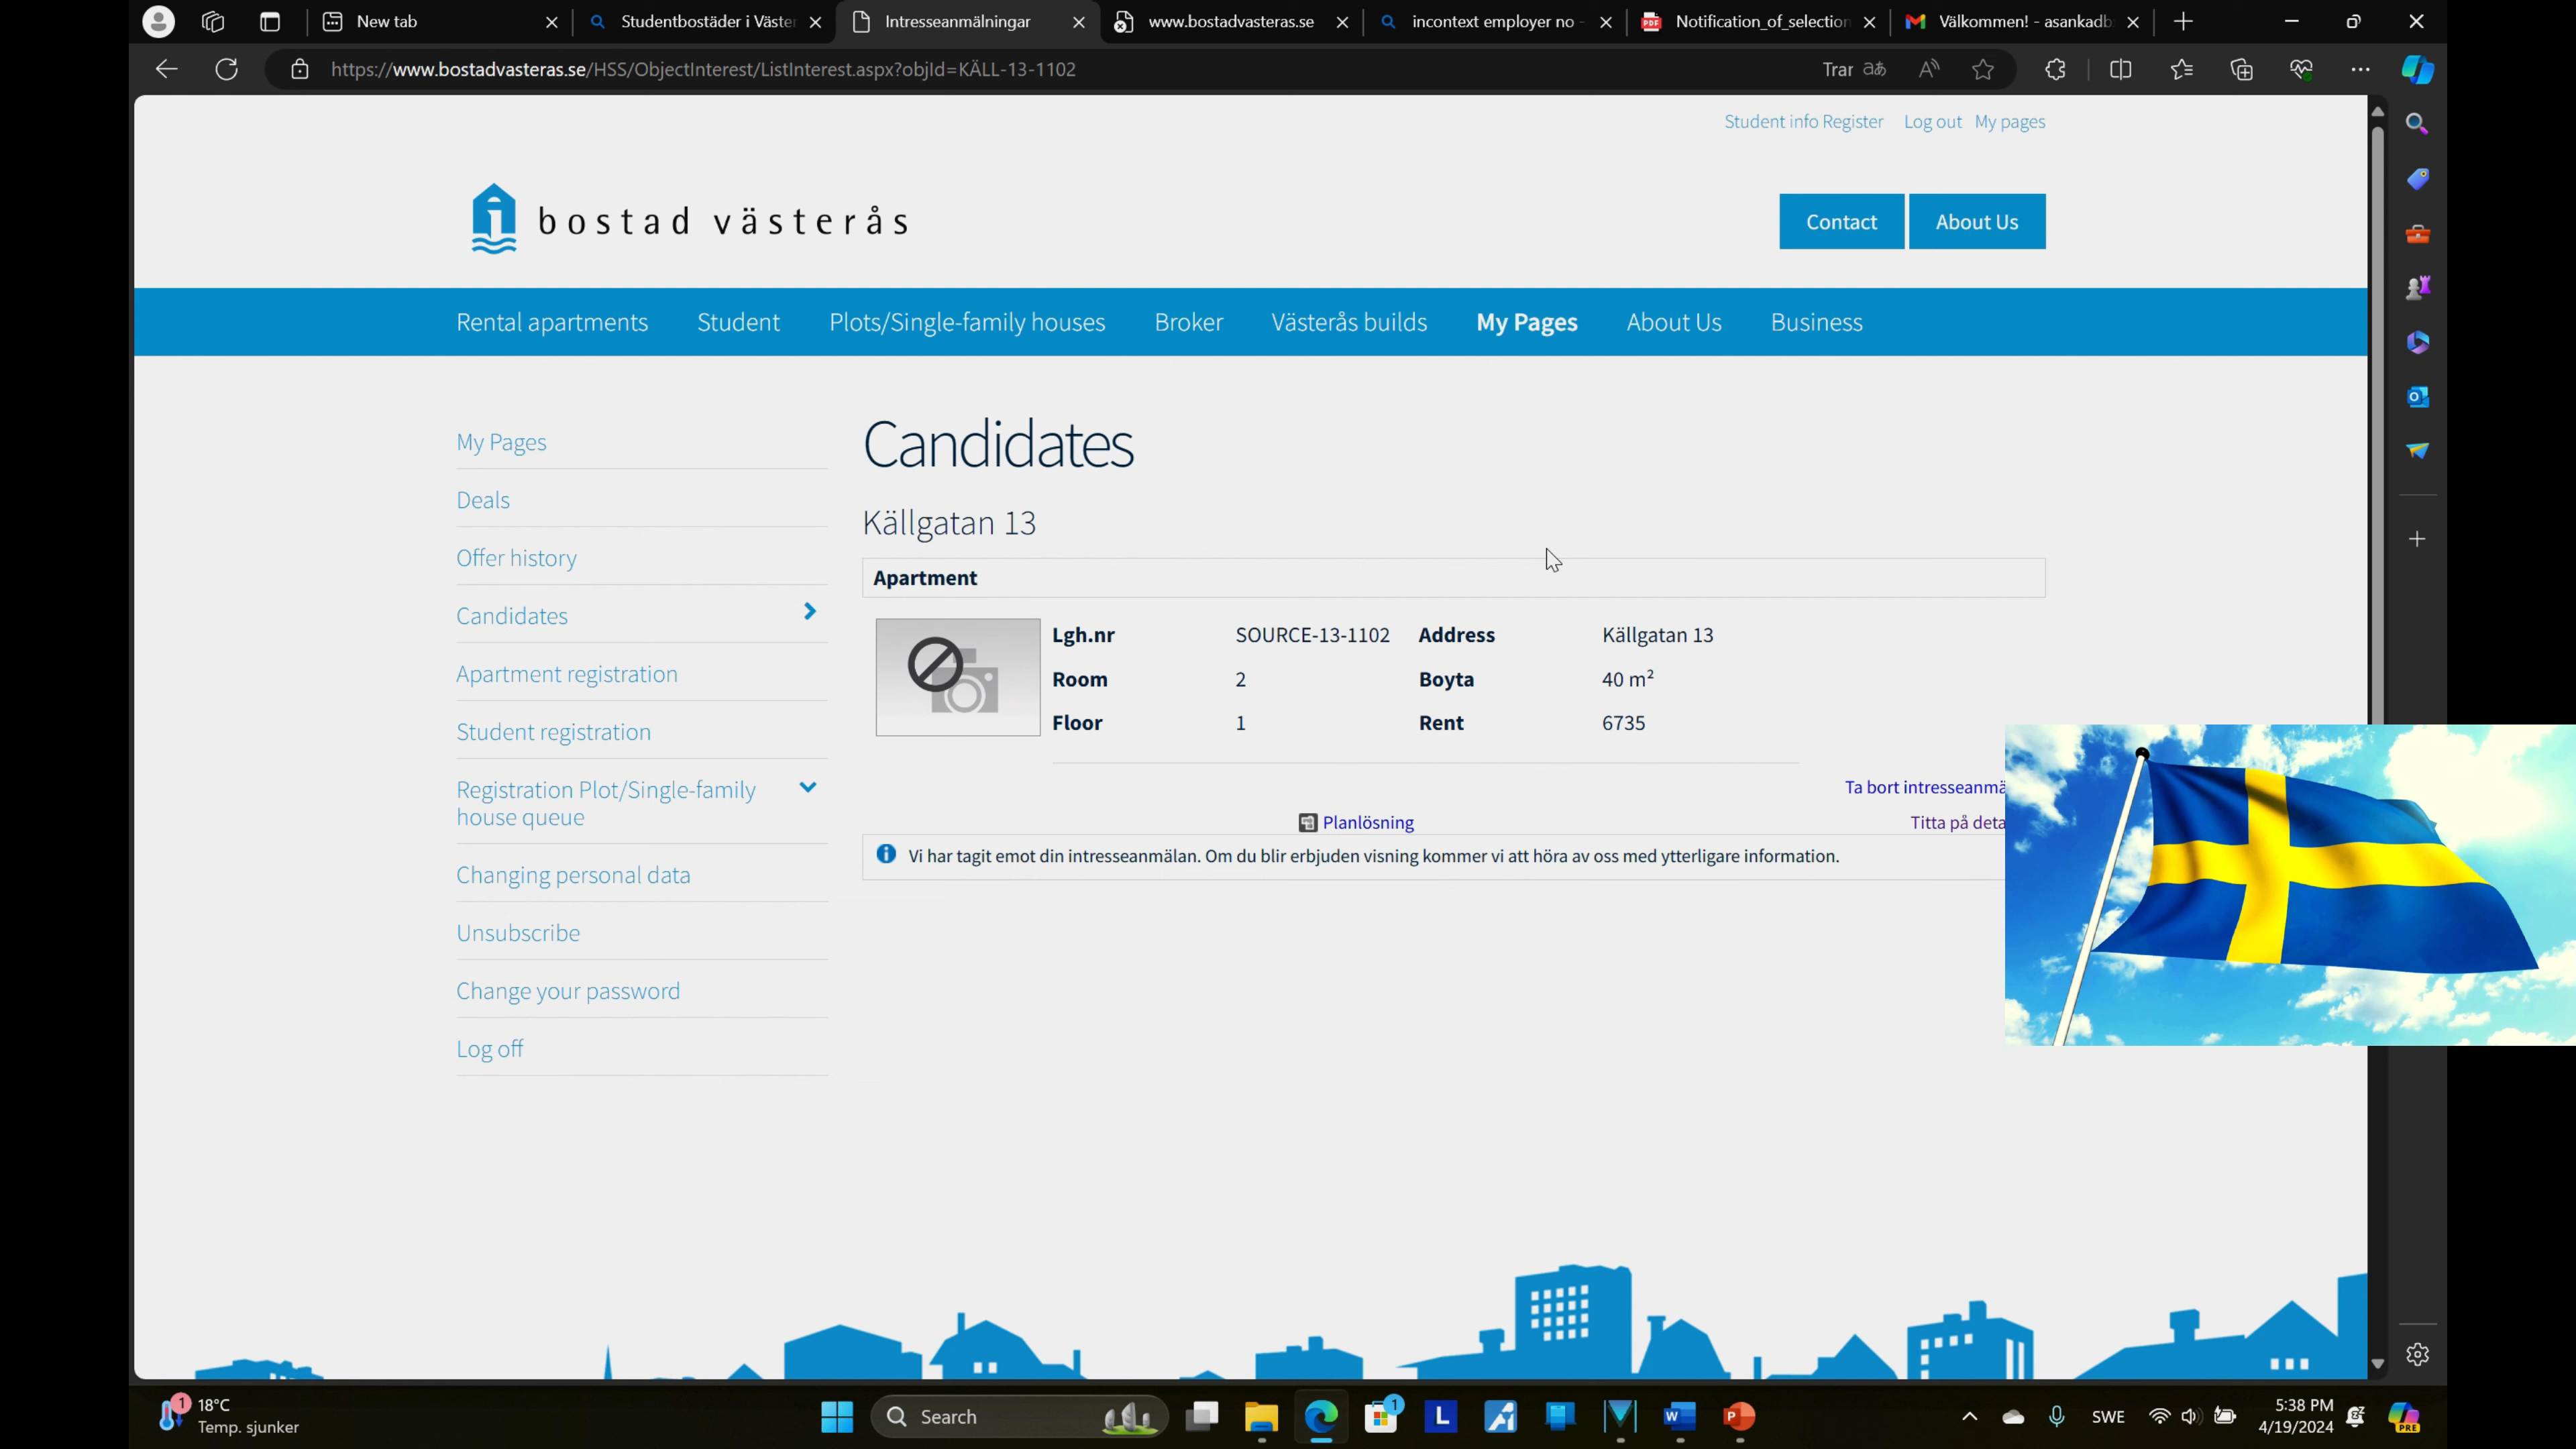 New tab
Studentbostäder i Väster
Intresseanmälningar
www.bostadvasteras.se
incontext employer no -
PDF
Notification_of_selection
Välkommen! - asankadb
https://www.bostadvasteras.se/HSS/ObjectInterest/ListInterest.aspx?objId=KÄLL-13-1102
Trar
Student info Register Log out My pages
bostad västerås
Contact
About Us
Rental apartments Student Plots/Single-family houses Broker Västerås builds My Pages About Us Business
My Pages
Deals
Offer history
Candidates
Apartment registration
Student registration
Registration Plot/Single-family
house queue
Changing personal data
Unsubscribe
Change your password
Log off
Candidates
Källgatan 13
Apartment
Lgh.nr SOURCE-13-1102 Address Källgatan 13
Room 2 Boyta 40 m²
Floor 1 Rent 6735
Ta bort intresseanmä
Planlösning
Titta på deta
Vi har tagit emot din intresseanmälan. Om du blir erbjuden visning kommer vi att höra av oss med ytterligare information.
1
18°C
Temp. sjunker
Search
1
L
SWE
5:38 PM
4/19/2024
PRE